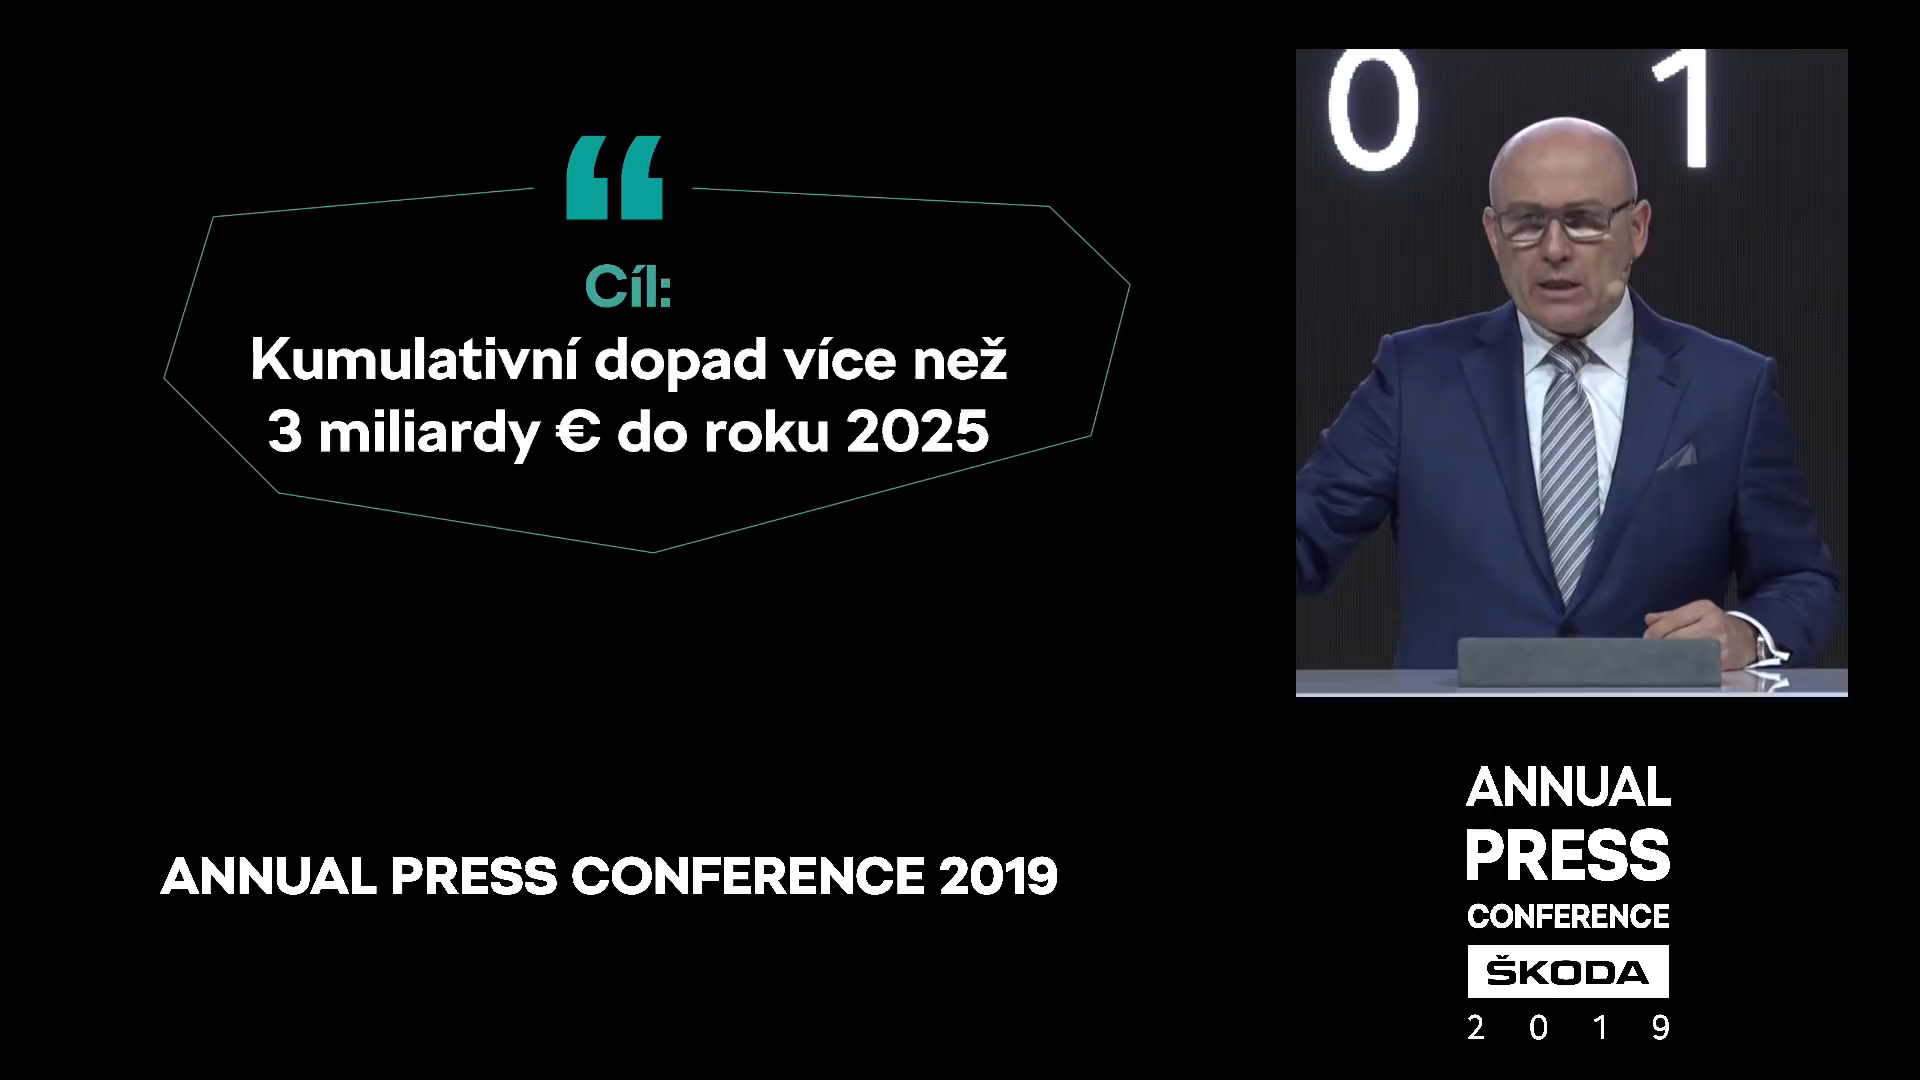 Cíl:
Kumulativní dopad více než
3 miliardy € do roku 2025
0 1
ANNUAL PRESS CONFERENCE 2019
ANNUAL
PRESS
CONFERENCE
ŠKODA
2 0 1 9